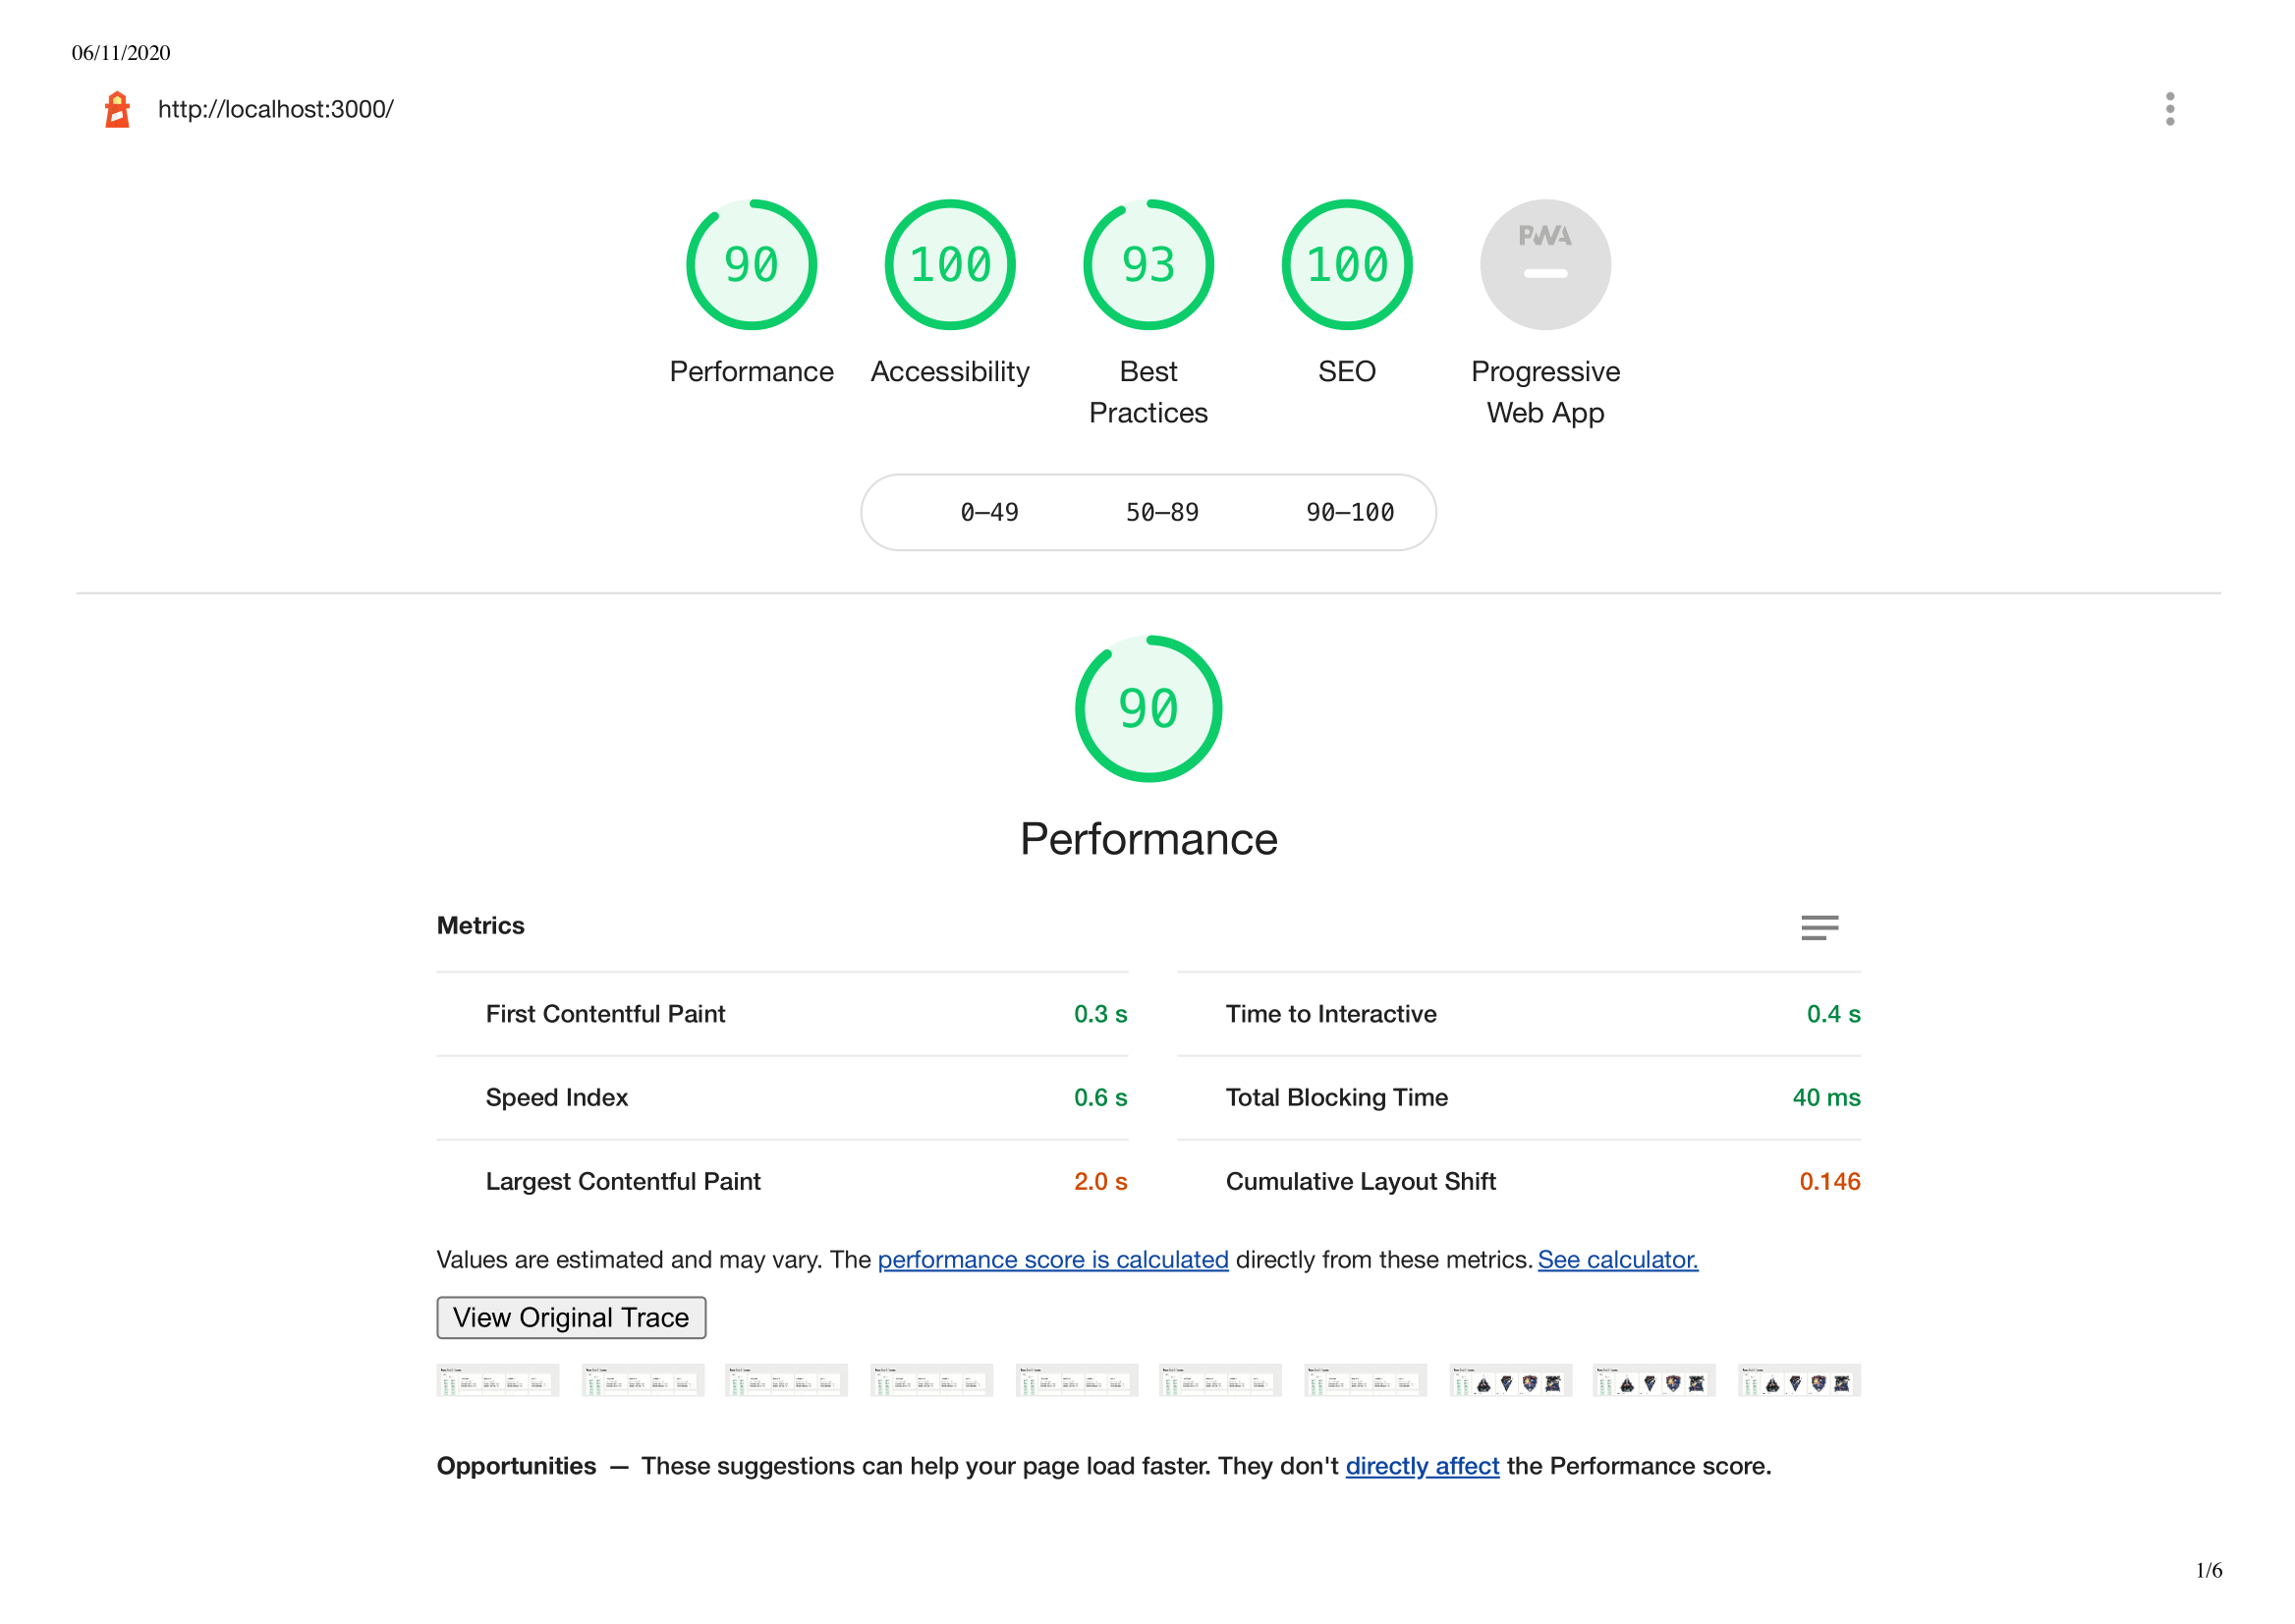 06/11/2020
http://localhost:3000/
90
100
93
100
PWA
Performance
Accessibility
Best
Practices
SEO
Progressive
Web App
0–49
50–89
90–100
90
Performance
Metrics
First Contentful Paint 0.3 s
Time to Interactive 0.4 s
Speed Index 0.6 s
Total Blocking Time 40 ms
Largest Contentful Paint 2.0 s
Cumulative Layout Shift 0.146
Values are estimated and may vary. The performance score is calculated directly from these metrics. See calculator.
View Original Trace
Opportunities — These suggestions can help your page load faster. They don't directly affect the Performance score.
1/6